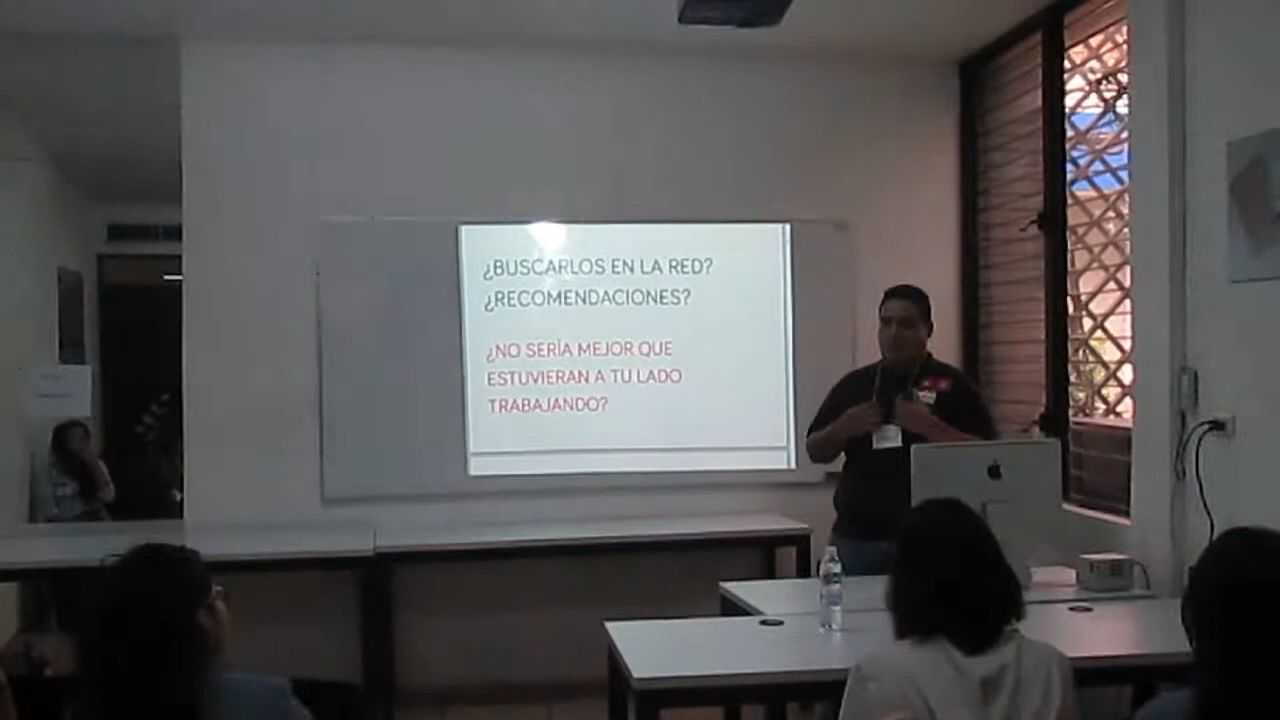 ¿BUSCARLOS EN LA RED?
¿RECOMENDACIONES?
¿NO SERÍA MEJOR QUE
ESTUVIERAN A TU LADO
TRABAJANDO?